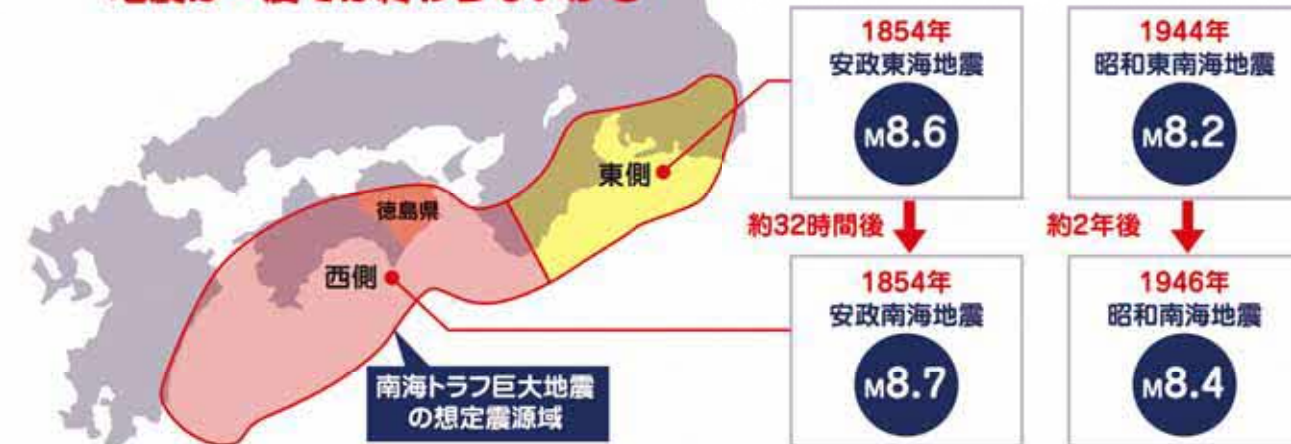 1854年
安政東海地震
M8.6
1944年
昭和東南海地震
M8.2
東側
徳島県
約32時間後
約2年後
西側
1854年
安政南海地震
M8.7
1946年
昭和南海地震
M8.4
南海トラフ巨大地震
の想定震源域